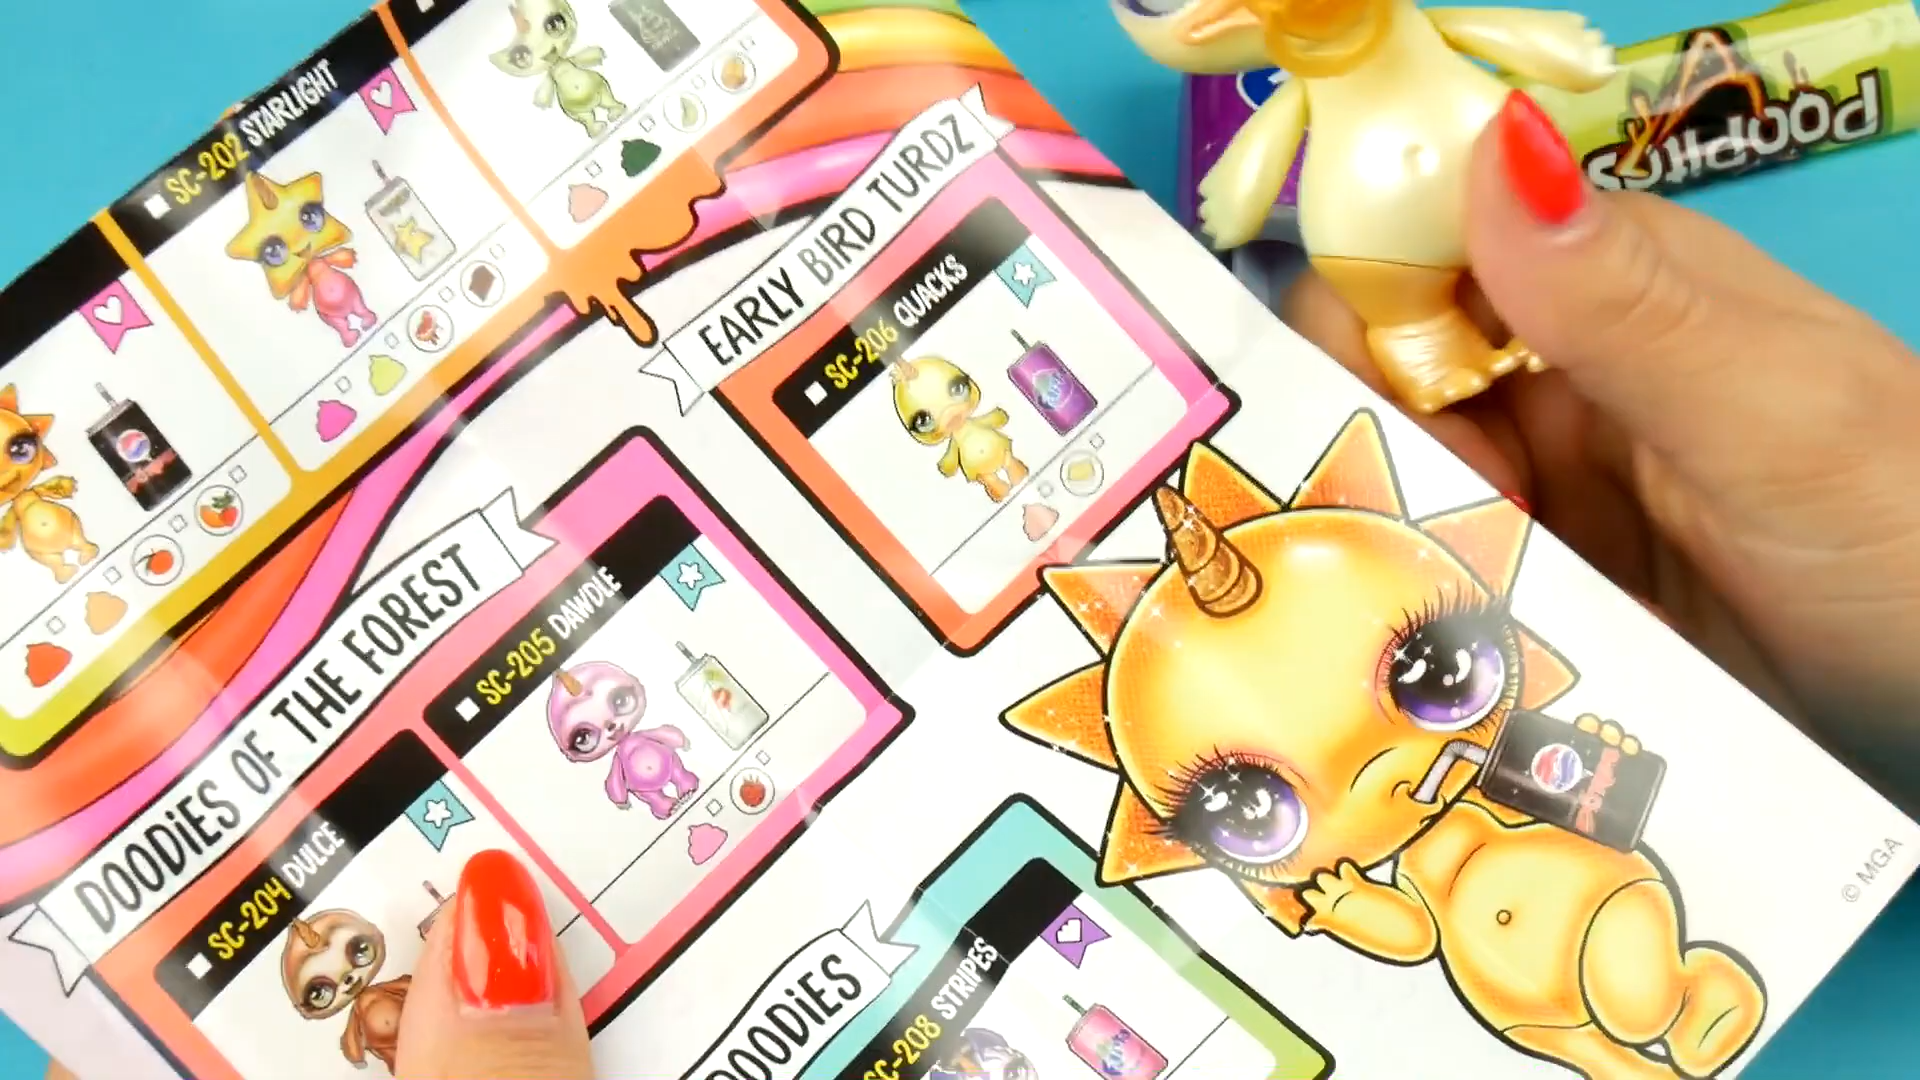 SC-202 STARLIGHT
EARLY BIRD TURDZ
SC-206 QUACKS
Poopitos
DOODiES OF THE FOREST
SC-205 DAWDLE
SC-204 DULCE
DOODiES
SC-208 STRIPES
© MGA